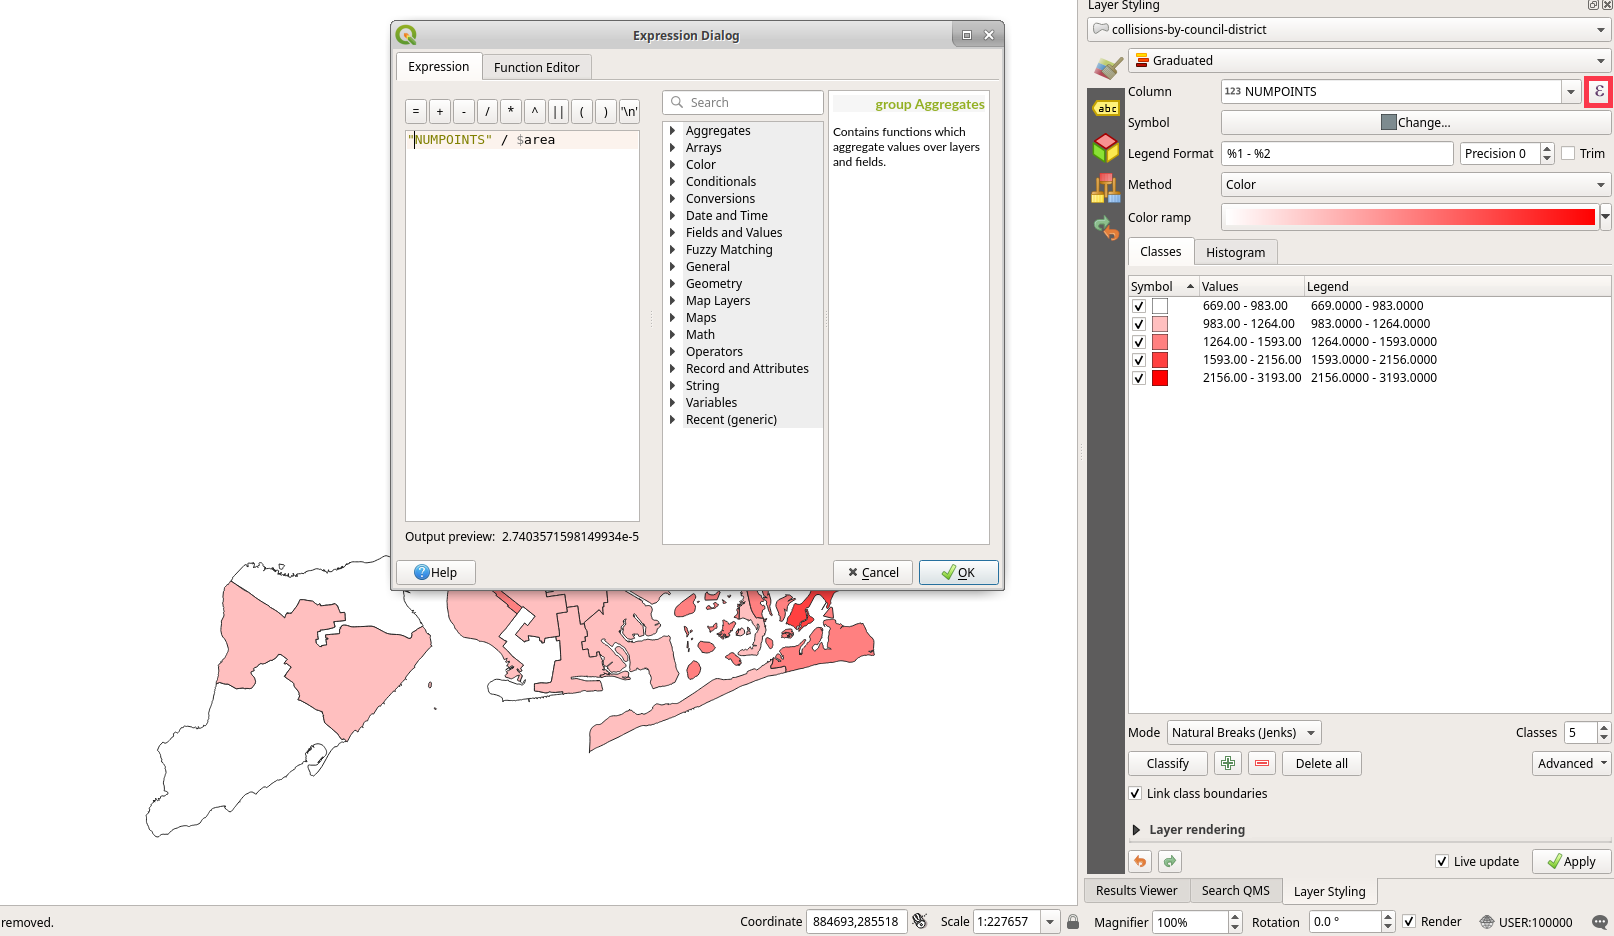 Layer Styling
collisions-by-council-district
Graduated
Column 123 NUMPOINTS ε
Symbol Change...
Legend Format %1 - %2 Precision 0 Trim
Method Color
Color ramp
Classes Histogram
Symbol Values Legend
669.00 - 983.00 669.0000 - 983.0000
983.00 - 1264.00 983.0000 - 1264.0000
1264.00 - 1593.00 1264.0000 - 1593.0000
1593.00 - 2156.00 1593.0000 - 2156.0000
2156.00 - 3193.00 2156.0000 - 3193.0000
Mode Natural Breaks (Jenks) Classes 5
Classify Delete all Advanced
Link class boundaries
Layer rendering
Live update Apply
Results Viewer Search QMS Layer Styling
abc
Expression Dialog
Expression Function Editor
= + - / * ^ || ( ) '\n'
"NUMPOINTS" / $area
Output preview: 2.7403571598149934e-5
Search
Aggregates
Arrays
Color
Conditionals
Conversions
Date and Time
Fields and Values
Fuzzy Matching
General
Geometry
Map Layers
Maps
Math
Operators
Record and Attributes
String
Variables
Recent (generic)
group Aggregates
Contains functions which
aggregate values over layers
and fields.
Help Cancel OK
removed. Coordinate 884693,285518 Scale 1:227657 Magnifier 100% Rotation 0.0 ° Render USER:100000